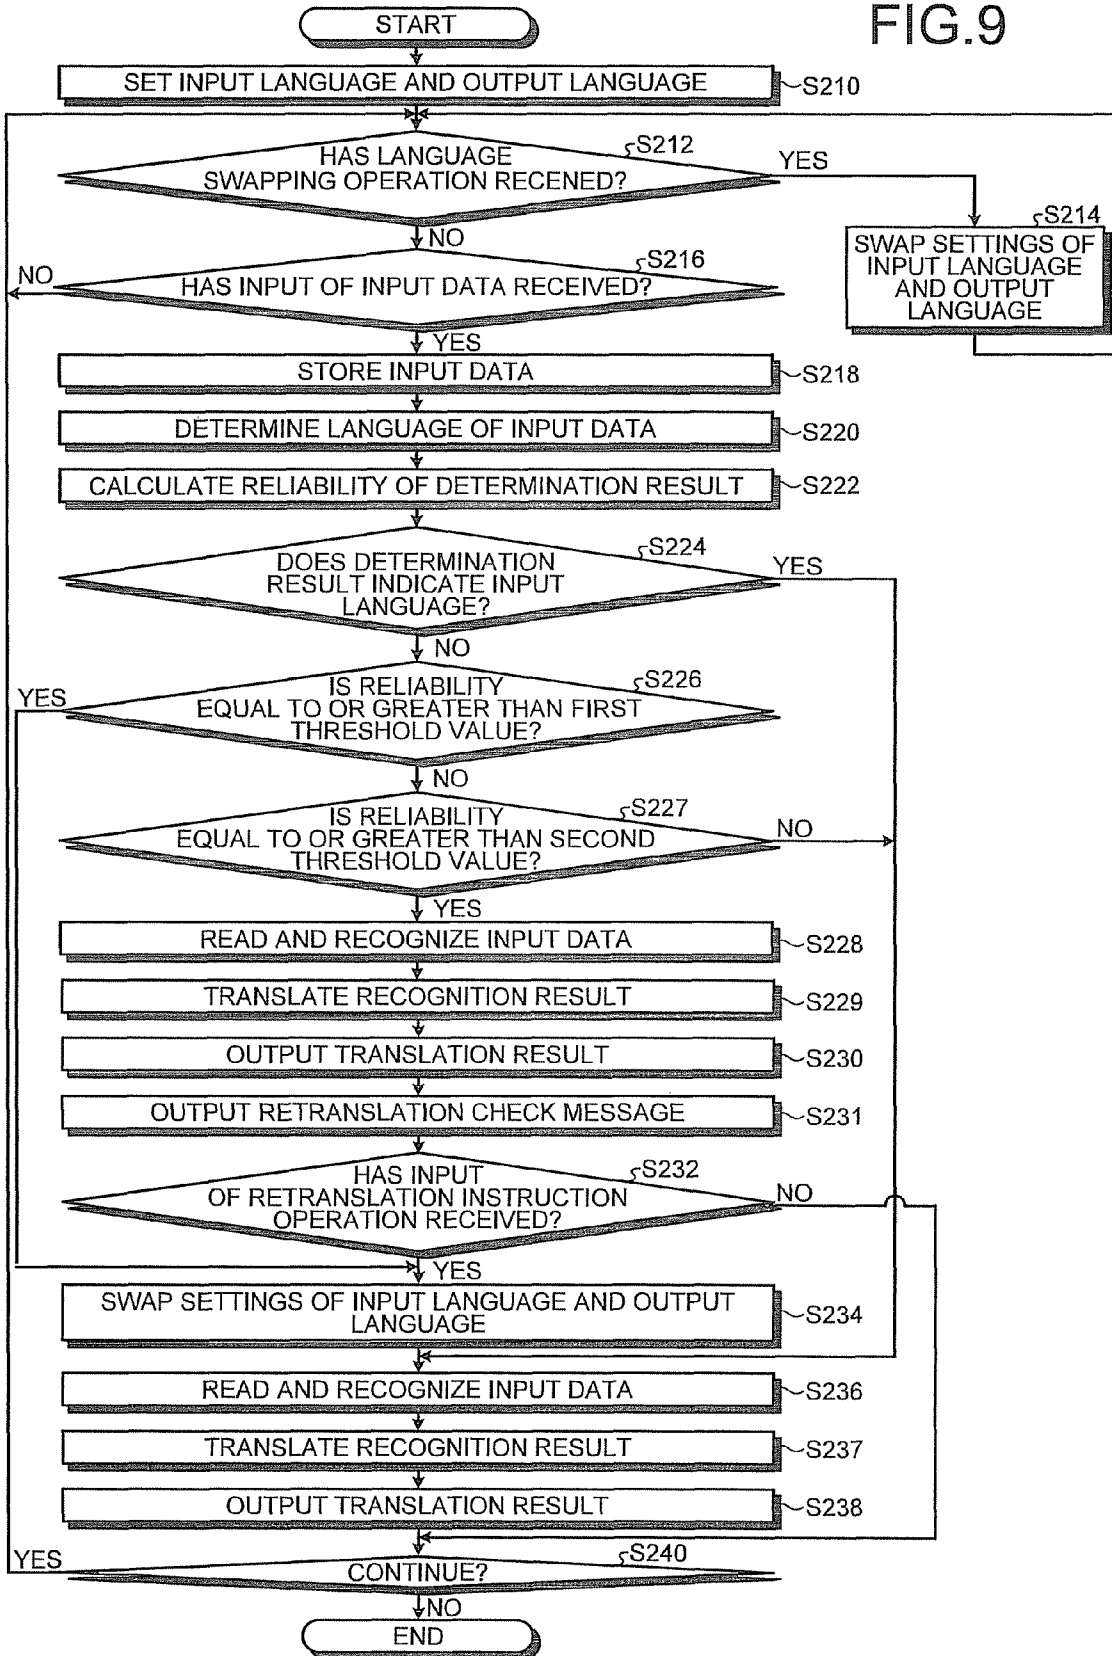 FIG.9
START
SET INPUT LANGUAGE AND OUTPUT LANGUAGE
S210
S212
HAS LANGUAGE
SWAPPING OPERATION RECENED?
YES
NO
S214
SWAP SETTINGS OF
INPUT LANGUAGE
AND OUTPUT
LANGUAGE
S216
NO
HAS INPUT OF INPUT DATA RECEIVED?
YES
STORE INPUT DATA
S218
DETERMINE LANGUAGE OF INPUT DATA
S220
CALCULATE RELIABILITY OF DETERMINATION RESULT
S222
S224
DOES DETERMINATION
RESULT INDICATE INPUT
LANGUAGE?
YES
NO
S226
YES
IS RELIABILITY
EQUAL TO OR GREATER THAN FIRST
THRESHOLD VALUE?
NO
S227
IS RELIABILITY
EQUAL TO OR GREATER THAN SECOND
THRESHOLD VALUE?
NO
YES
READ AND RECOGNIZE INPUT DATA
S228
TRANSLATE RECOGNITION RESULT
S229
OUTPUT TRANSLATION RESULT
S230
OUTPUT RETRANSLATION CHECK MESSAGE
S231
S232
HAS INPUT
OF RETRANSLATION INSTRUCTION
OPERATION RECEIVED?
NO
YES
SWAP SETTINGS OF INPUT LANGUAGE AND OUTPUT
LANGUAGE
S234
READ AND RECOGNIZE INPUT DATA
S236
TRANSLATE RECOGNITION RESULT
S237
OUTPUT TRANSLATION RESULT
S238
S240
YES
CONTINUE?
NO
END